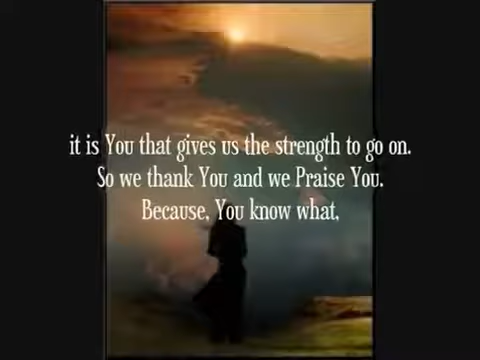 it is You that gives us the strength to go on.
So we thank You and we Praise You.
Because, You know what,